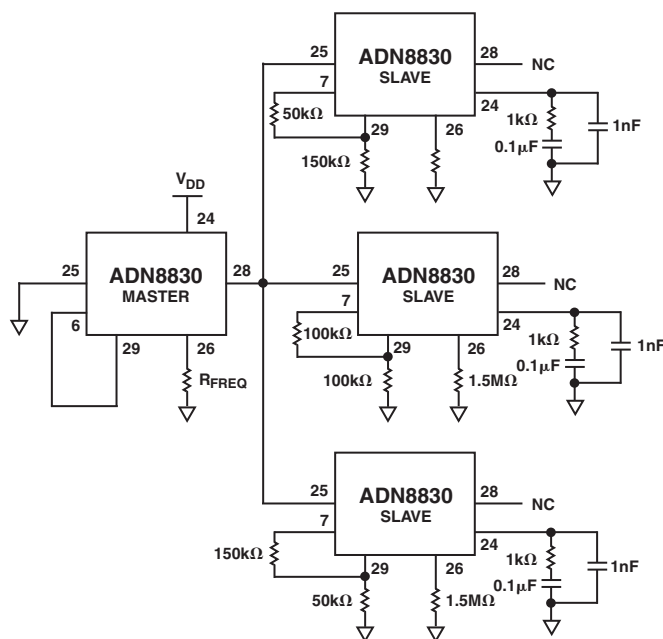 25
ADN8830
SLAVE
28
NC
7
24
50kΩ
29
26
1kΩ
1nF
150kΩ
0.1μF
VDD
24
25
ADN8830
MASTER
28
6
29
26
RFREQ
25
ADN8830
SLAVE
28
NC
7
24
100kΩ
29
26
1kΩ
1nF
100kΩ
1.5MΩ
0.1μF
25
ADN8830
SLAVE
28
NC
7
24
150kΩ
29
26
1kΩ
1nF
50kΩ
1.5MΩ
0.1μF